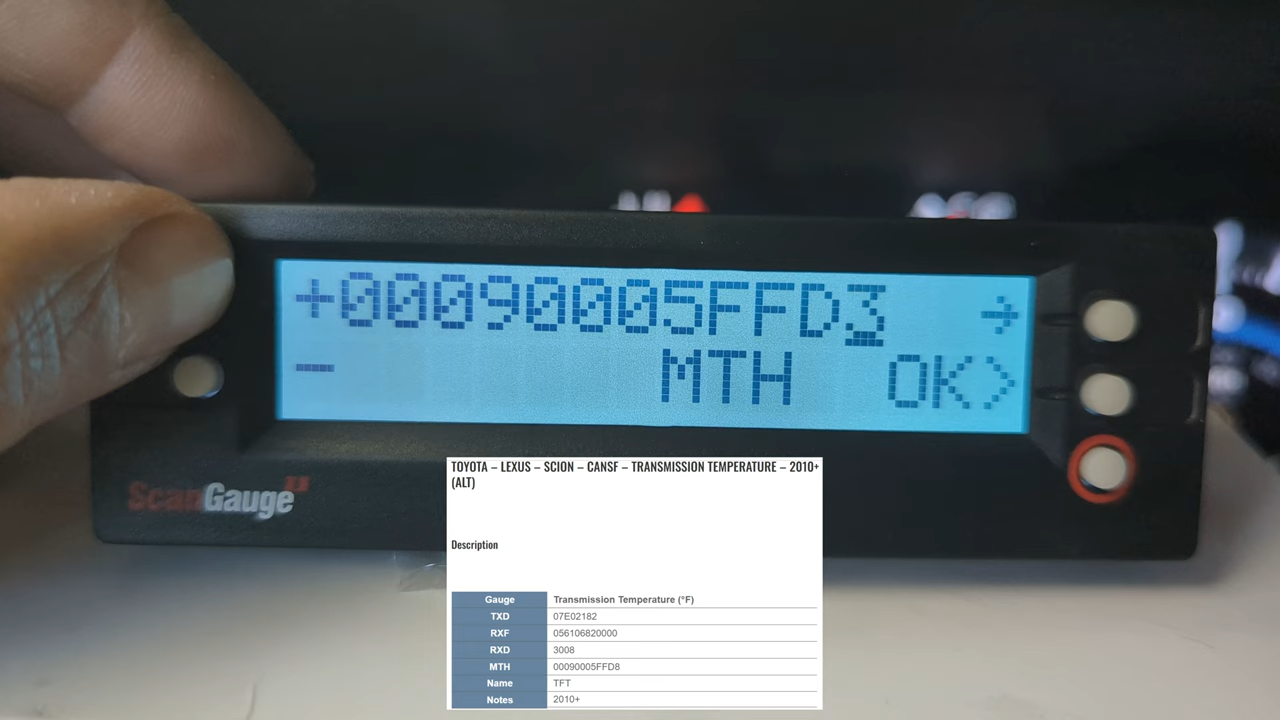 +00090005FFD3 →
- MTH OK>
ScanGauge
TOYOTA – LEXUS – SCION – CANSF – TRANSMISSION TEMPERATURE – 2010+
(ALT)
Description
Gauge Transmission Temperature (°F)
TXD 07E02182
RXF 056106820000
RXD 3008
MTH 00090005FFD8
Name TFT
Notes 2010+